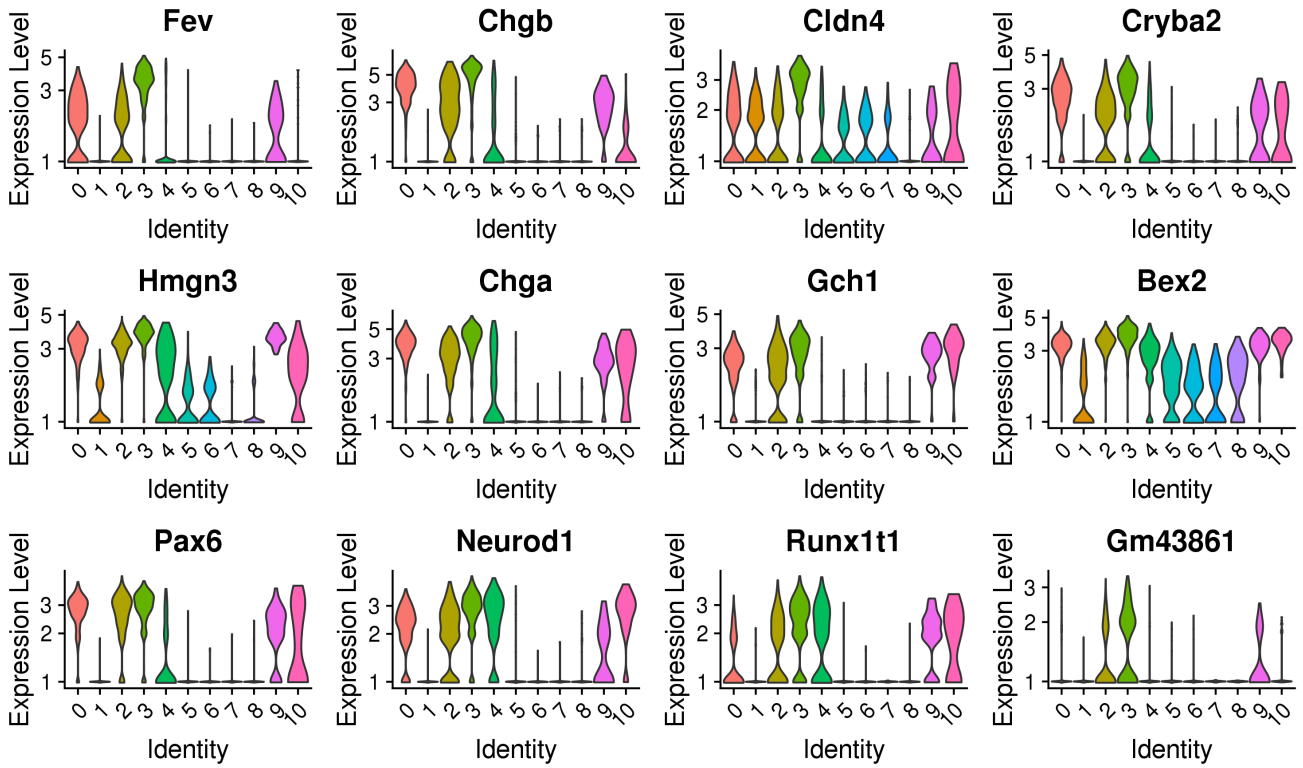 Fev
Chgb
Cldn4
Cryba2
Expression Level
5
3
1
0 1 2 3 4 5 6 7 8 9 10
Identity
Expression Level
5
3
1
0 1 2 3 4 5 6 7 8 9 10
Identity
Expression Level
3
2
1
0 1 2 3 4 5 6 7 8 9 10
Identity
Expression Level
5
3
1
0 1 2 3 4 5 6 7 8 9 10
Identity
Hmgn3
Chga
Gch1
Bex2
Expression Level
5
3
1
0 1 2 3 4 5 6 7 8 9 10
Identity
Expression Level
5
3
1
0 1 2 3 4 5 6 7 8 9 10
Identity
Expression Level
5
3
1
0 1 2 3 4 5 6 7 8 9 10
Identity
Expression Level
5
3
1
0 1 2 3 4 5 6 7 8 9 10
Identity
Pax6
Neurod1
Runx1t1
Gm43861
Expression Level
3
2
1
0 1 2 3 4 5 6 7 8 9 10
Identity
Expression Level
3
2
1
0 1 2 3 4 5 6 7 8 9 10
Identity
Expression Level
3
2
1
0 1 2 3 4 5 6 7 8 9 10
Identity
Expression Level
3
2
1
0 1 2 3 4 5 6 7 8 9 10
Identity